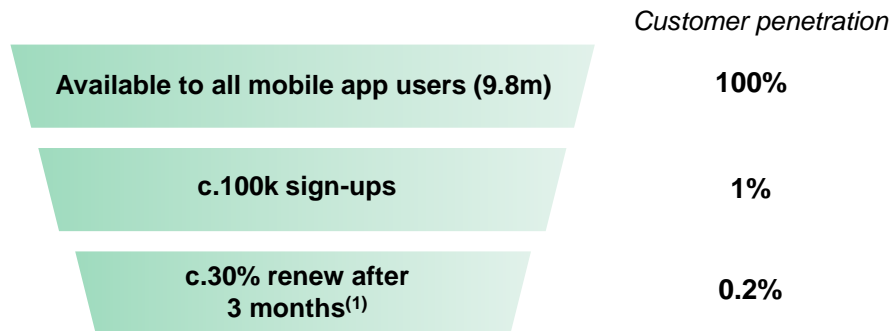 Customer penetration
Available to all mobile app users (9.8m)
100%
c.100k sign-ups
1%
c.30% renew after
3 months(1)
0.2%